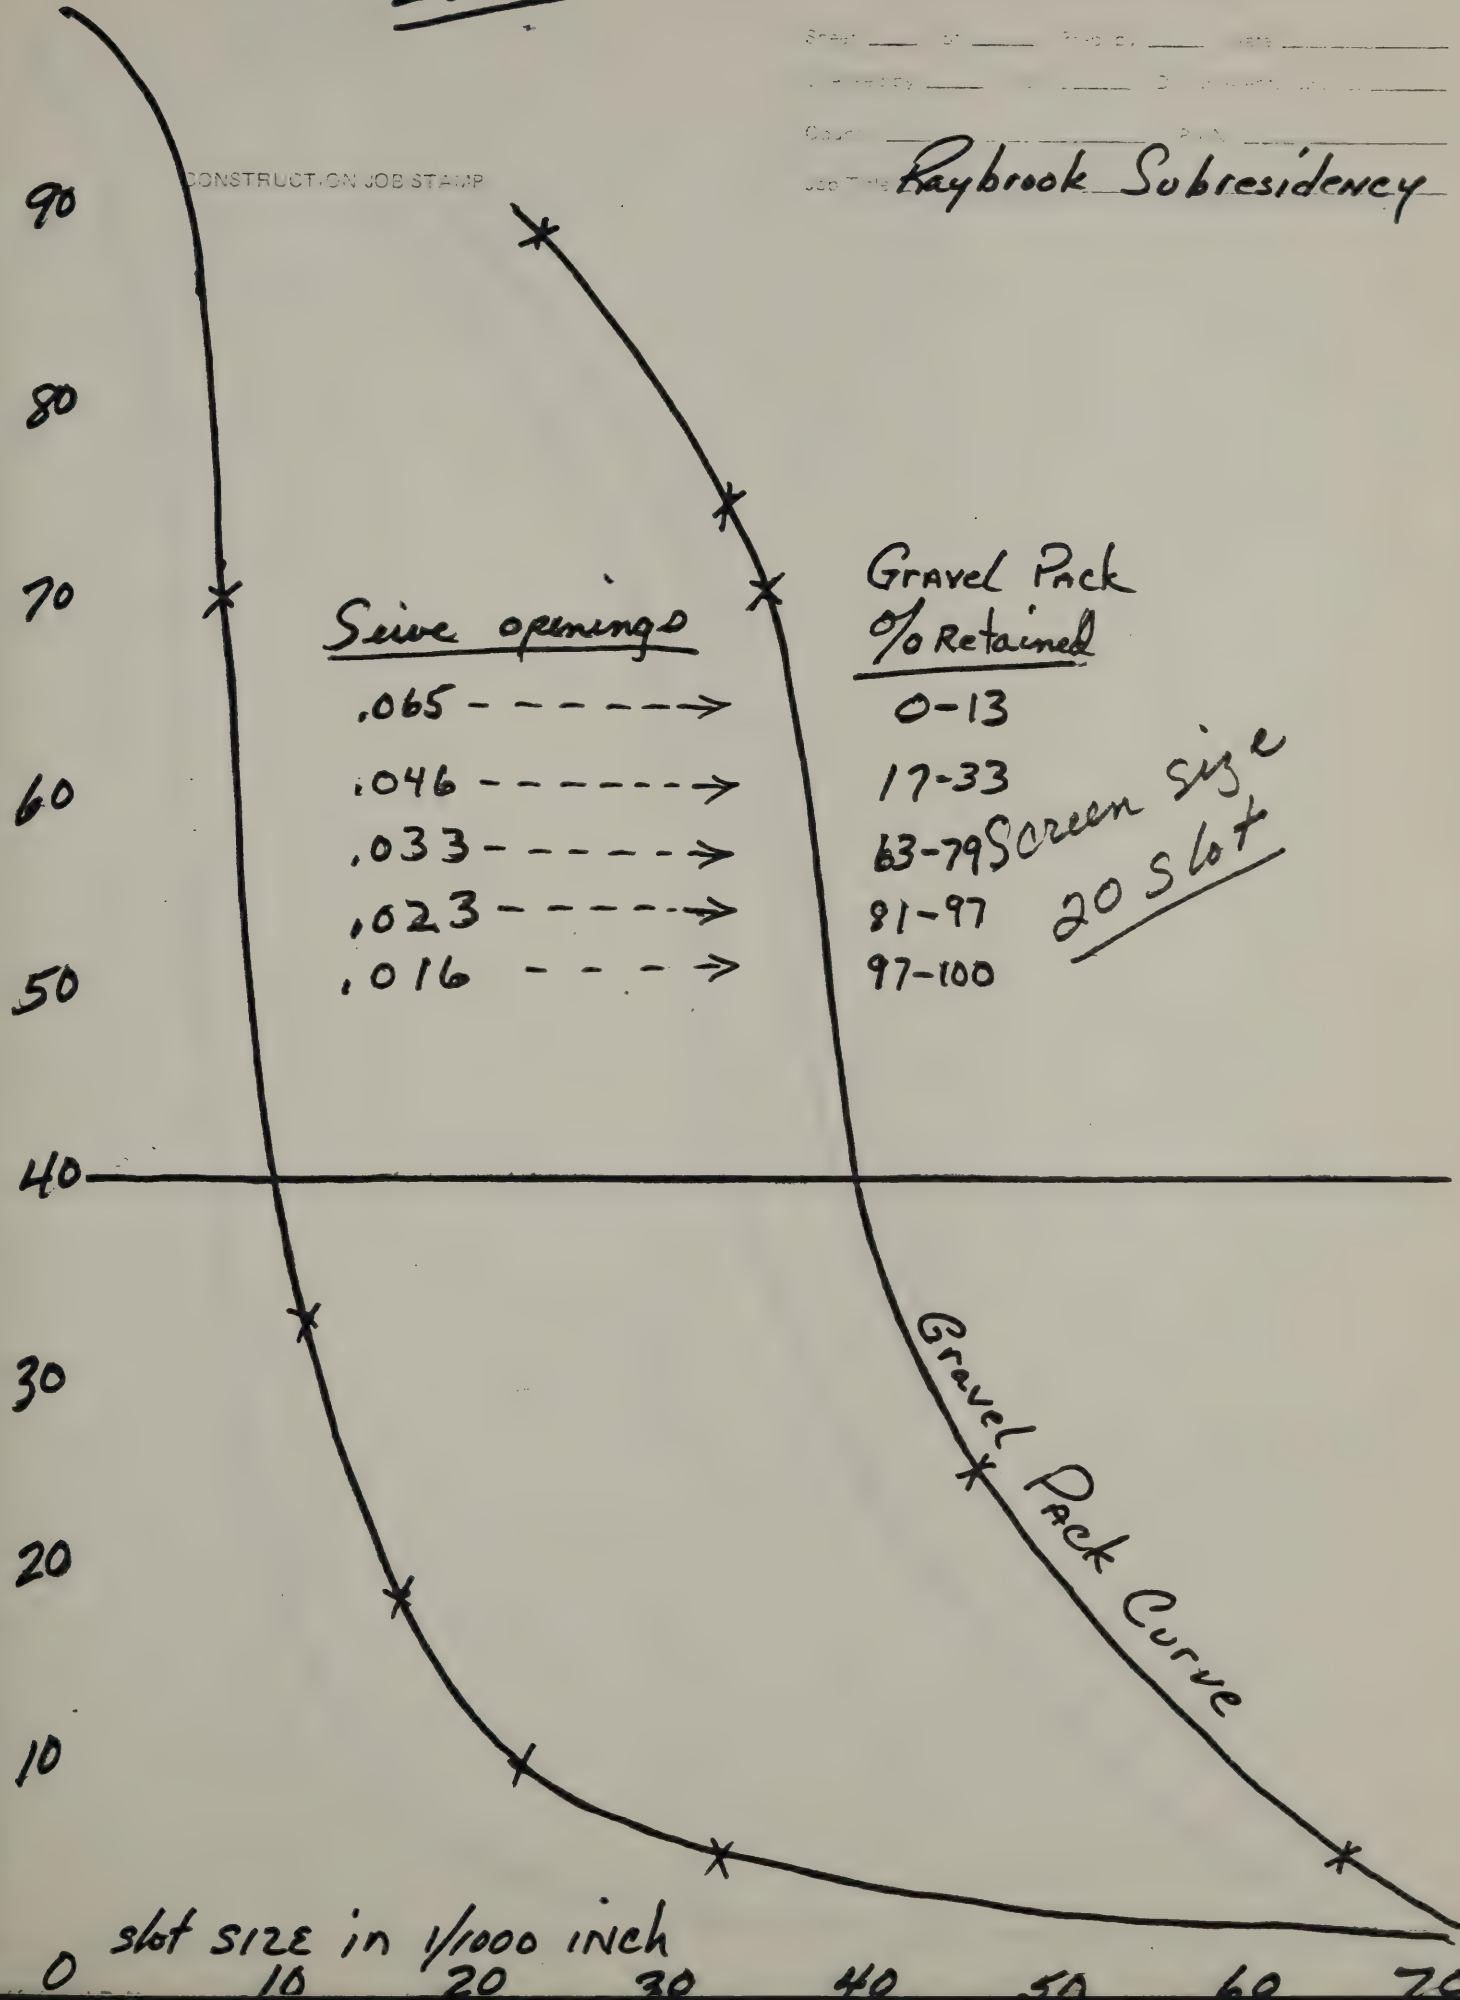 CONSTRUCTION JOB STAMP
Raybrook Subresidency
90
80
70
60
50
40
30
20
10
0
Seive openings
Gravel Pack
% Retained
.065 - - - - - - -> 0-13
.046 - - - - - - -> 17-33
.033 - - - - - - -> 63-79
.023 - - - - - - -> 81-97
.016 - - - -> 97-100
Screen size
20 Slot
Gravel Pack Curve
slot SIZE in 1/1000 inch
10 20 30 40 50 60 70